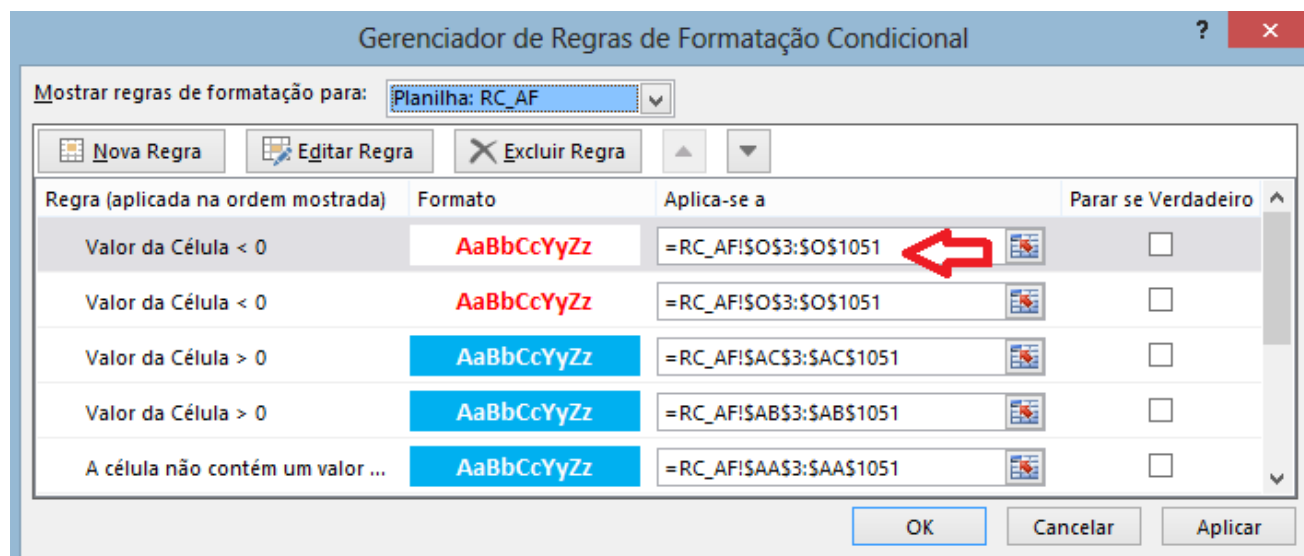 Gerenciador de Regras de Formatação Condicional
?
×
Mostrar regras de formatação para: Planilha: RC_AF
Nova Regra Editar Regra Excluir Regra
Regra (aplicada na ordem mostrada) Formato Aplica-se a Parar se Verdadeiro
Valor da Célula < 0 AaBbCcYyZz =RC_AF!$O$3:$O$1051
Valor da Célula < 0 AaBbCcYyZz =RC_AF!$O$3:$O$1051
Valor da Célula > 0 AaBbCcYyZz =RC_AF!$AC$3:$AC$1051
Valor da Célula > 0 AaBbCcYyZz =RC_AF!$AB$3:$AB$1051
A célula não contém um valor ... AaBbCcYyZz =RC_AF!$AA$3:$AA$1051
OK Cancelar Aplicar